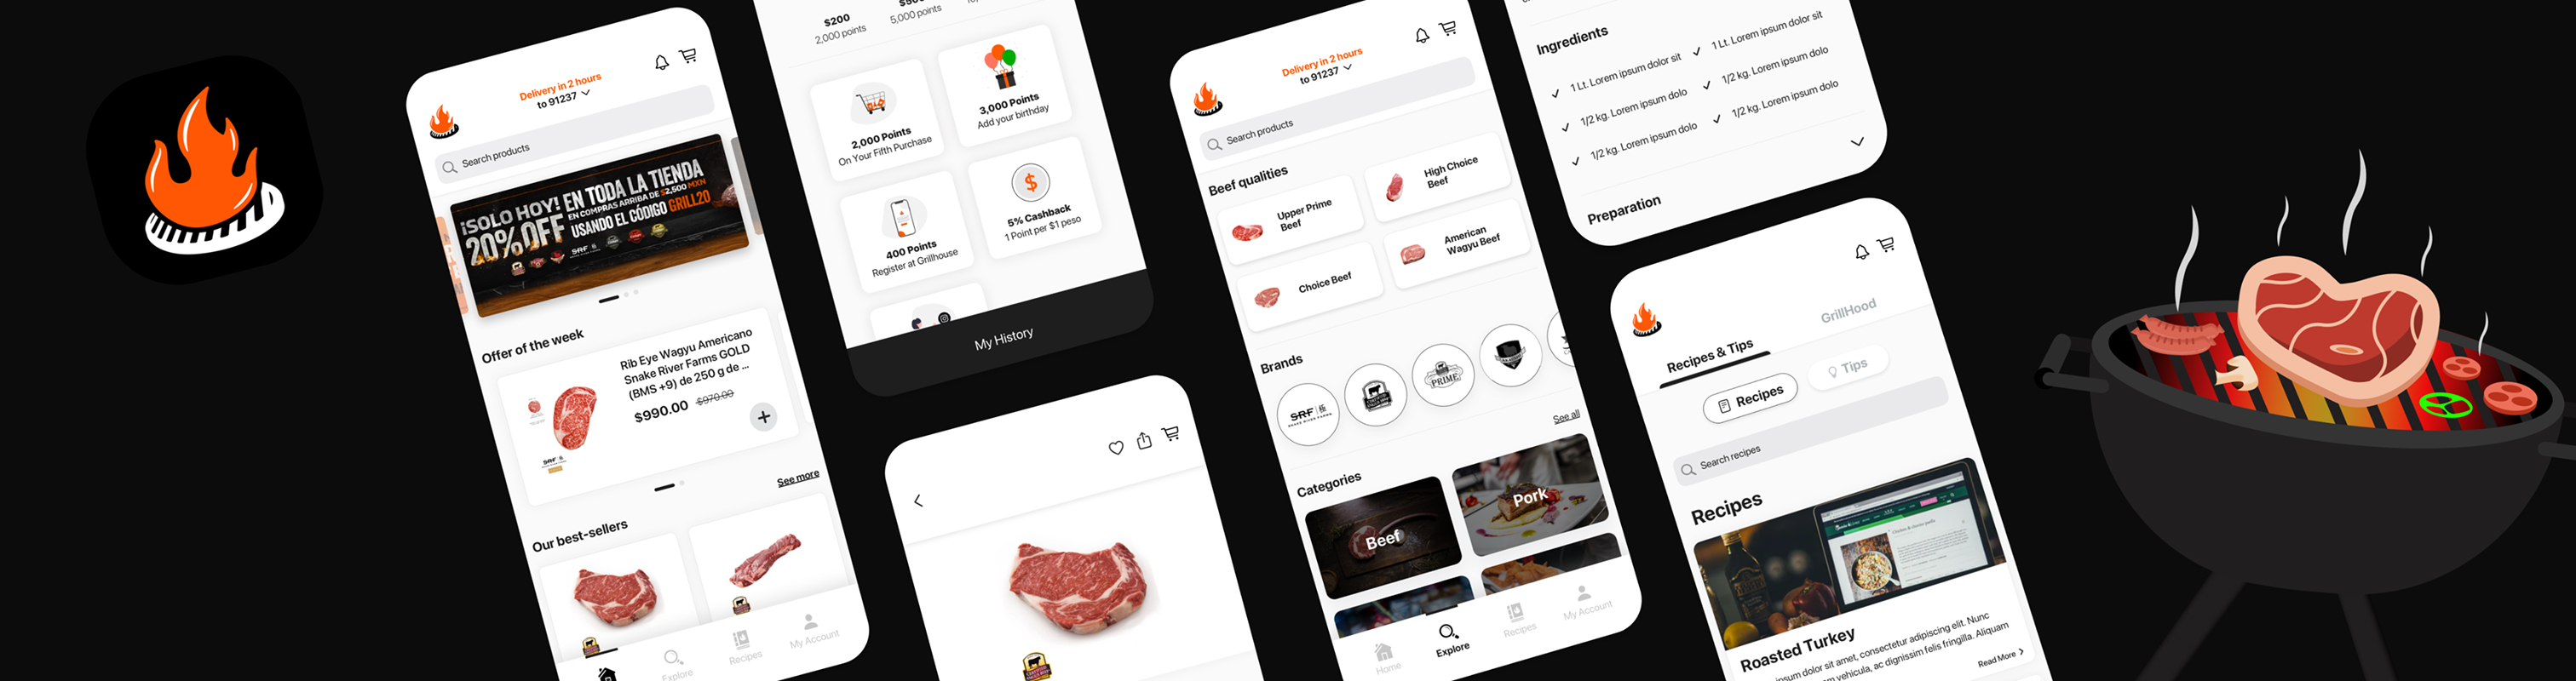 Delivery in 2 hours
to 91237
Search products
¡SOLO HOY! EN TODA LA TIENDA
20% OFF
EN COMPRAS ARRIBA DE $2,500 MXN
USANDO EL CÓDIGO GRILL20
SRF
Offer of the week
Rib Eye Wagyu Americano
Snake River Farms GOLD
(BMS +9) de 250 g de ...
$990.00 $970.00
SRF
See more
Our best-sellers
Explore
Recipes
My Account
$200
2,000 points
5,000 points
2,000 Points
On Your Fifth Purchase
3,000 Points
Add your birthday
400 Points
Register at Grillhouse
5% Cashback
1 Point per $1 peso
My History
Delivery in 2 hours
to 91237
Search products
Beef qualities
Upper Prime
Beef
High Choice
Beef
Choice Beef
American
Wagyu Beef
Brands
SRF
SNAKE RIVER FARMS
PRIME
See all
Categories
Beef
Pork
Home
Explore
Recipes
My Account
Ingredients
1 Lt. Lorem ipsum dolor sit
1 Lt. Lorem ipsum dolor sit
1/2 kg. Lorem ipsum dolo
1/2 kg. Lorem ipsum dolo
1/2 kg. Lorem ipsum dolo
1/2 kg. Lorem ipsum dolo
Preparation
Recipes & Tips
GrillHood
Recipes
Tips
Search recipes
Recipes
Roasted Turkey
ipsum dolor sit amet, consectetur adipiscing elit. Nunc
vehicula, ac dignissim felis fringilla. Aliquam
Read More